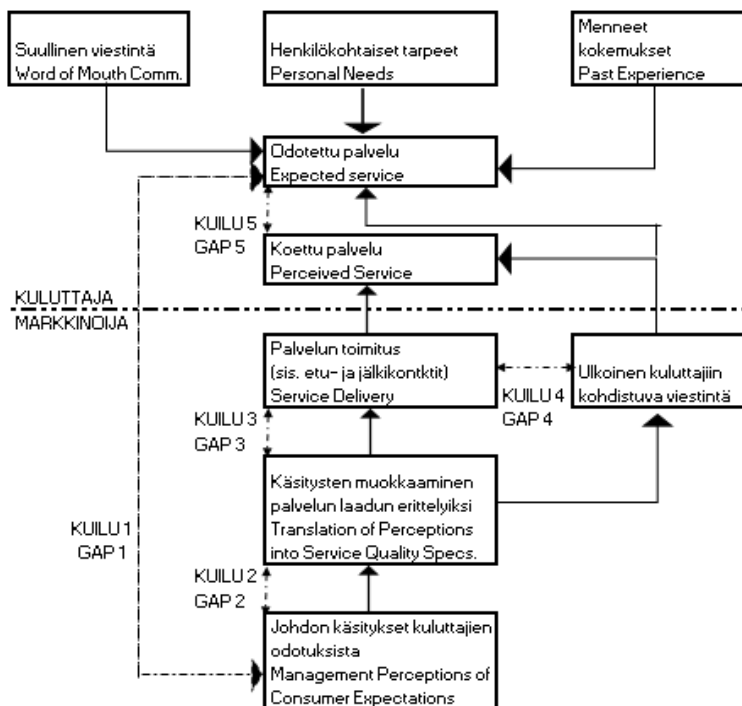 Suullinen viestintä
Word of Mouth Comm.
Henkilökohtaiset tarpeet
Personal Needs
Menneet
kokemukset
Past Experience
Odotettu palvelu
Expected service
KUILU 5
GAP 5
Koettu palvelu
Perceived Service
KULUTTAJA
MARKKINOIJA
Palvelun toimitus
(sis. etu- ja jälkikontktit)
Service Delivery
KUILU 4
GAP 4
Ulkoinen kuluttajiin
kohdistuva viestintä
KUILU 3
GAP 3
Käsitysten muokkaaminen
palvelun laadun erittelyiksi
Translation of Perceptions
into Service Quality Specs.
KUILU 1
GAP 1
KUILU 2
GAP 2
Johdon käsitykset kuluttajien
odotuksista
Management Perceptions of
Consumer Expectations